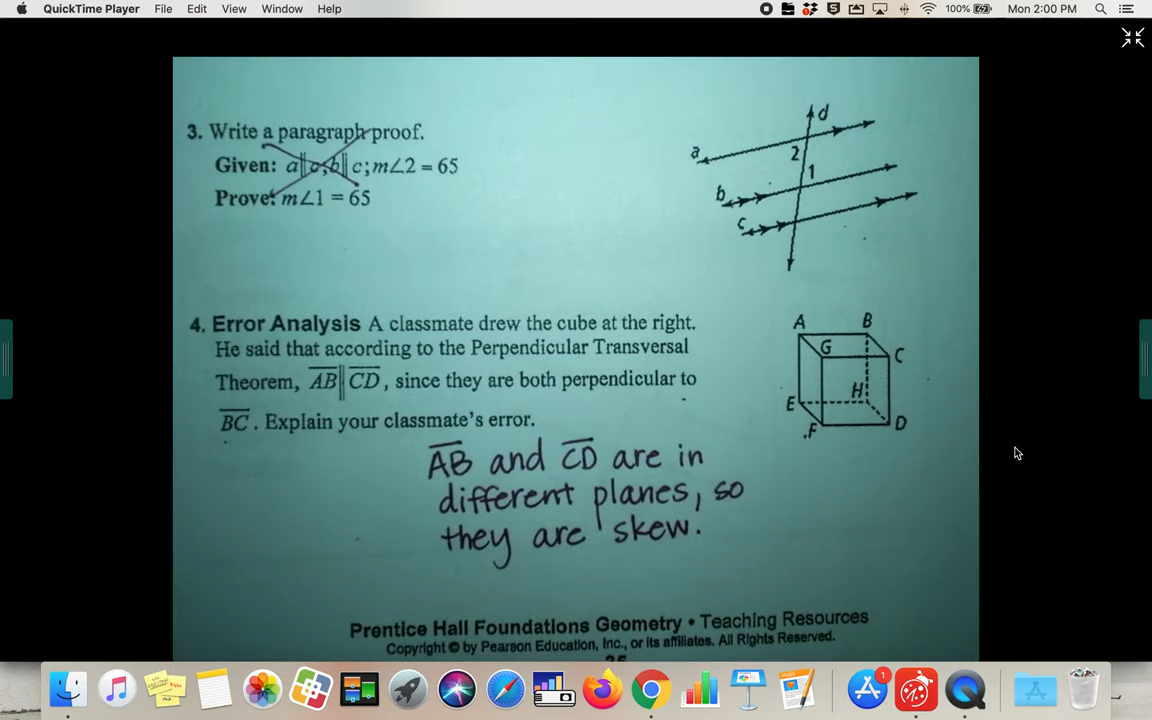 QuickTime Player File Edit View Window Help 100% Mon 2:00 PM
3. Write a paragraph proof.
Given: a||c; b||c; m∠2 = 65
Prove: m∠1 = 65
d
a
2
1
b
c
4. Error Analysis A classmate drew the cube at the right.
He said that according to the Perpendicular Transversal
Theorem, AB || CD, since they are both perpendicular to
BC. Explain your classmate's error.
A B
G C
H
E
F D
AB and CD are in
different planes, so
they are skew.
Prentice Hall Foundations Geometry • Teaching Resources
Copyright © by Pearson Education, Inc., or its affiliates. All Rights Reserved.
1